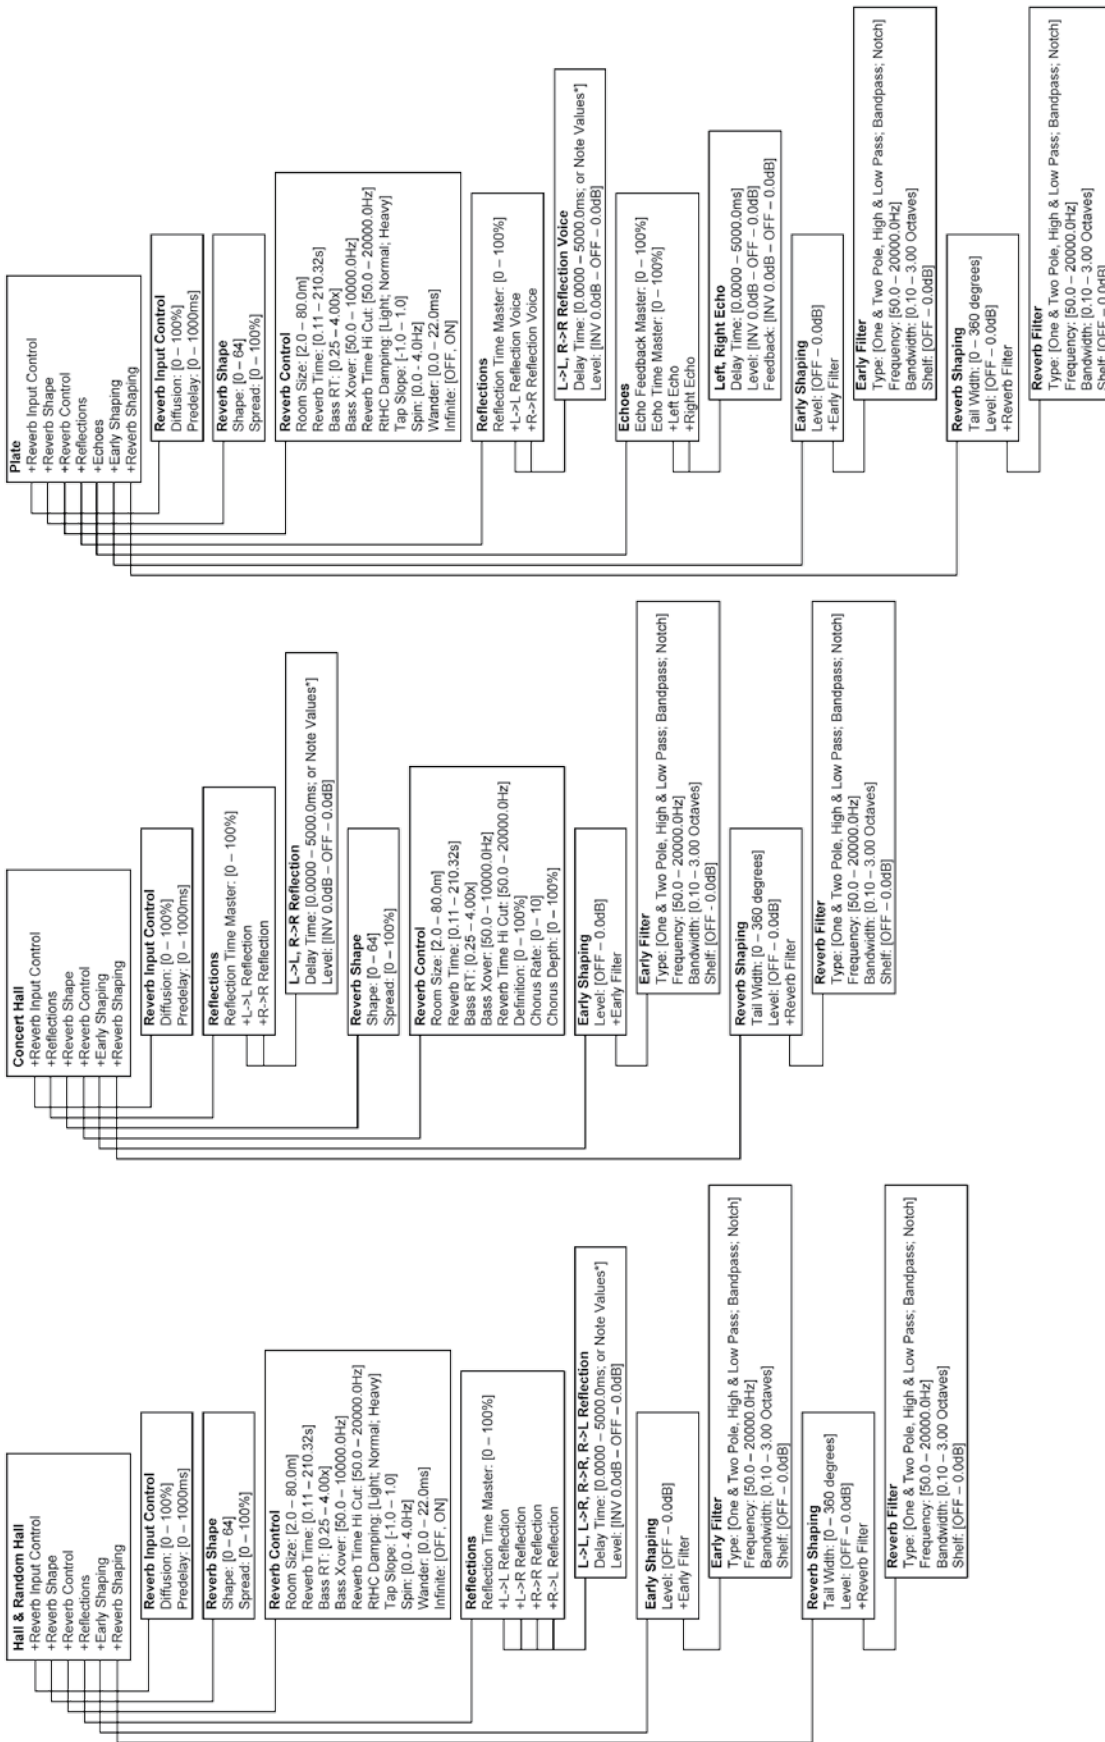 Hall & Random Hall
+Reverb Input Control
+Reverb Shape
+Reverb Control
+Reflections
+Early Shaping
+Reverb Shaping
Reverb Input Control
Diffusion: [0 – 100%]
Predelay: [0 – 1000ms]
Reverb Shape
Shape: [0 – 64]
Spread: [0 – 100%]
Reverb Control
Room Size: [2.0 – 80.0m]
Reverb Time: [0.11 – 210.32s]
Bass RT: [0.25 – 4.00x]
Bass Xover: [50.0 – 10000.0Hz]
Reverb Time Hi Cut: [50.0 – 20000.0Hz]
RtHC Damping: [Light; Normal; Heavy]
Tap Slope: [-1.0 – 1.0]
Spin: [0.0 - 4.0Hz]
Wander: [0.0 – 22.0ms]
Infinite: [OFF, ON]
Reflections
Reflection Time Master: [0 – 100%]
+L->L Reflection
+L->R Reflection
+R->R Reflection
+R->L Reflection
L->L, L->R, R->R, R->L Reflection
Delay Time: [0.0000 – 5000.0ms; or Note Values*]
Level: [INV 0.0dB – OFF – 0.0dB]
Early Shaping
Level: [OFF – 0.0dB]
+Early Filter
Early Filter
Type: [One & Two Pole, High & Low Pass; Bandpass; Notch]
Frequency: [50.0 – 20000.0Hz]
Bandwidth: [0.10 – 3.00 Octaves]
Shelf: [OFF – 0.0dB]
Reverb Shaping
Tail Width: [0 – 360 degrees]
Level: [OFF – 0.0dB]
+Reverb Filter
Reverb Filter
Type: [One & Two Pole, High & Low Pass; Bandpass; Notch]
Frequency: [50.0 – 20000.0Hz]
Bandwidth: [0.10 – 3.00 Octaves]
Shelf: [OFF – 0.0dB]
Concert Hall
+Reverb Input Control
+Reflections
+Reverb Shape
+Reverb Control
+Early Shaping
+Reverb Shaping
Reverb Input Control
Diffusion: [0 – 100%]
Predelay: [0 – 1000ms]
Reflections
Reflection Time Master: [0 – 100%]
+L->L Reflection
+R->R Reflection
L->L, R->R Reflection
Delay Time: [0.0000 – 5000.0ms; or Note Values*]
Level: [INV 0.0dB – OFF – 0.0dB]
Reverb Shape
Shape: [0 – 64]
Spread: [0 – 100%]
Reverb Control
Room Size: [2.0 – 80.0m]
Reverb Time: [0.11 – 210.32s]
Bass RT: [0.25 – 4.00x]
Bass Xover: [50.0 – 10000.0Hz]
Reverb Time Hi Cut: [50.0 – 20000.0Hz]
Definition: [0 – 100%]
Chorus Rate: [0 – 10]
Chorus Depth: [0 – 100%]
Early Shaping
Level: [OFF – 0.0dB]
+Early Filter
Early Filter
Type: [One & Two Pole, High & Low Pass; Bandpass; Notch]
Frequency: [50.0 – 20000.0Hz]
Bandwidth: [0.10 – 3.00 Octaves]
Shelf: [OFF - 0.0dB]
Reverb Shaping
Tail Width: [0 – 360 degrees]
Level: [OFF – 0.0dB]
+Reverb Filter
Reverb Filter
Type: [One & Two Pole, High & Low Pass; Bandpass; Notch]
Frequency: [50.0 – 20000.0Hz]
Bandwidth: [0.10 – 3.00 Octaves]
Shelf: [OFF – 0.0dB]
Plate
+Reverb Input Control
+Reverb Shape
+Reverb Control
+Reflections
+Echoes
+Early Shaping
+Reverb Shaping
Reverb Input Control
Diffusion: [0 – 100%]
Predelay: [0 – 1000ms]
Reverb Shape
Shape: [0 – 64]
Spread: [0 – 100%]
Reverb Control
Room Size: [2.0 – 80.0m]
Reverb Time: [0.11 – 210.32s]
Bass RT: [0.25 – 4.00x]
Bass Xover: [50.0 – 10000.0Hz]
Reverb Time Hi Cut: [50.0 – 20000.0Hz]
RtHC Damping: [Light; Normal; Heavy]
Tap Slope: [-1.0 – 1.0]
Spin: [0.0 - 4.0Hz]
Wander: [0.0 – 22.0ms]
Infinite: [OFF, ON]
Reflections
Reflection Time Master: [0 – 100%]
+L->L Reflection Voice
+R->R Reflection Voice
L->L, R->R Reflection Voice
Delay Time: [0.0000 – 5000.0ms; or Note Values*]
Level: [INV 0.0dB – OFF – 0.0dB]
Echoes
Echo Feedback Master: [0 – 100%]
Echo Time Master: [0 – 100%]
+Left Echo
+Right Echo
Left, Right Echo
Delay Time: [0.0000 – 5000.0ms]
Level: [INV 0.0dB – OFF – 0.0dB]
Feedback: [INV 0.0dB – OFF – 0.0dB]
Early Shaping
Level: [OFF – 0.0dB]
+Early Filter
Early Filter
Type: [One & Two Pole, High & Low Pass; Bandpass; Notch]
Frequency: [50.0 – 20000.0Hz]
Bandwidth: [0.10 – 3.00 Octaves]
Shelf: [OFF – 0.0dB]
Reverb Shaping
Tail Width: [0 – 360 degrees]
Level: [OFF – 0.0dB]
+Reverb Filter
Reverb Filter
Type: [One & Two Pole, High & Low Pass; Bandpass; Notch]
Frequency: [50.0 – 20000.0Hz]
Bandwidth: [0.10 – 3.00 Octaves]
Shelf: [OFF – 0.0dB]